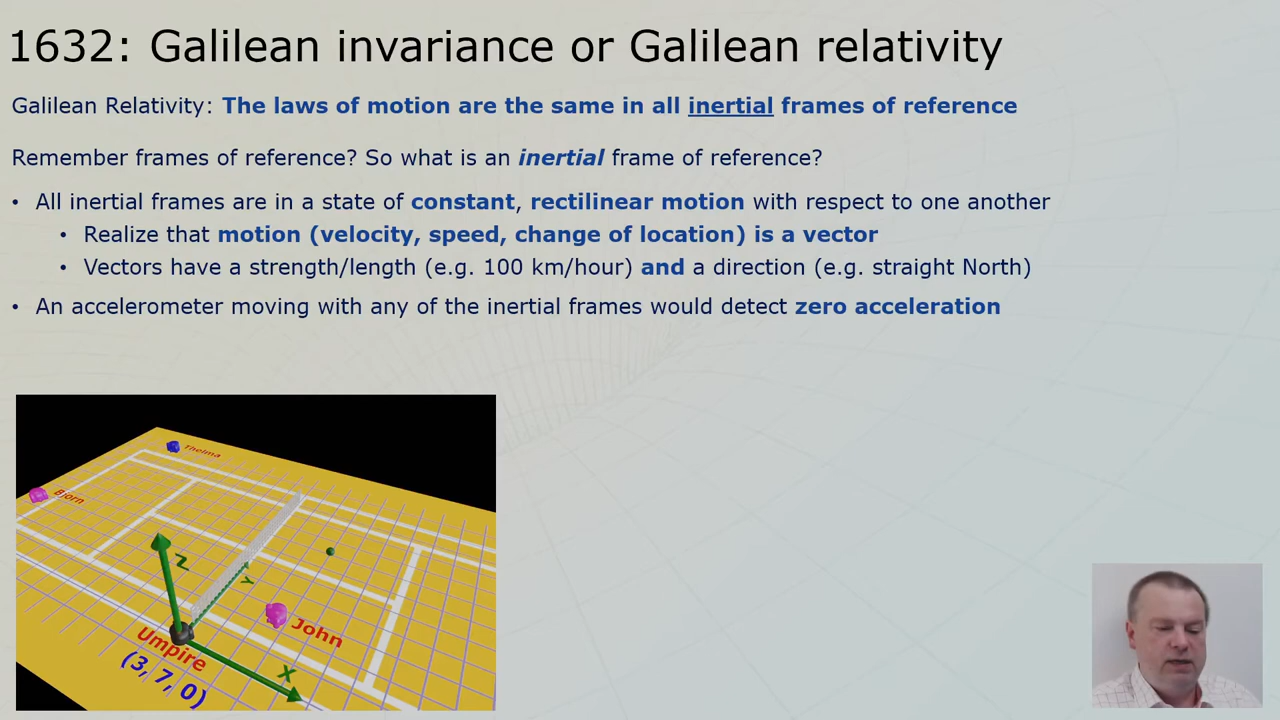 1632: Galilean invariance or Galilean relativity
Galilean Relativity: The laws of motion are the same in all inertial frames of reference
Remember frames of reference? So what is an inertial frame of reference?
• All inertial frames are in a state of constant, rectilinear motion with respect to one another
• Realize that motion (velocity, speed, change of location) is a vector
• Vectors have a strength/length (e.g. 100 km/hour) and a direction (e.g. straight North)
• An accelerometer moving with any of the inertial frames would detect zero acceleration
Thelma
Bjorn
Z
Y
John
Umpire
X
(3, 7, 0)